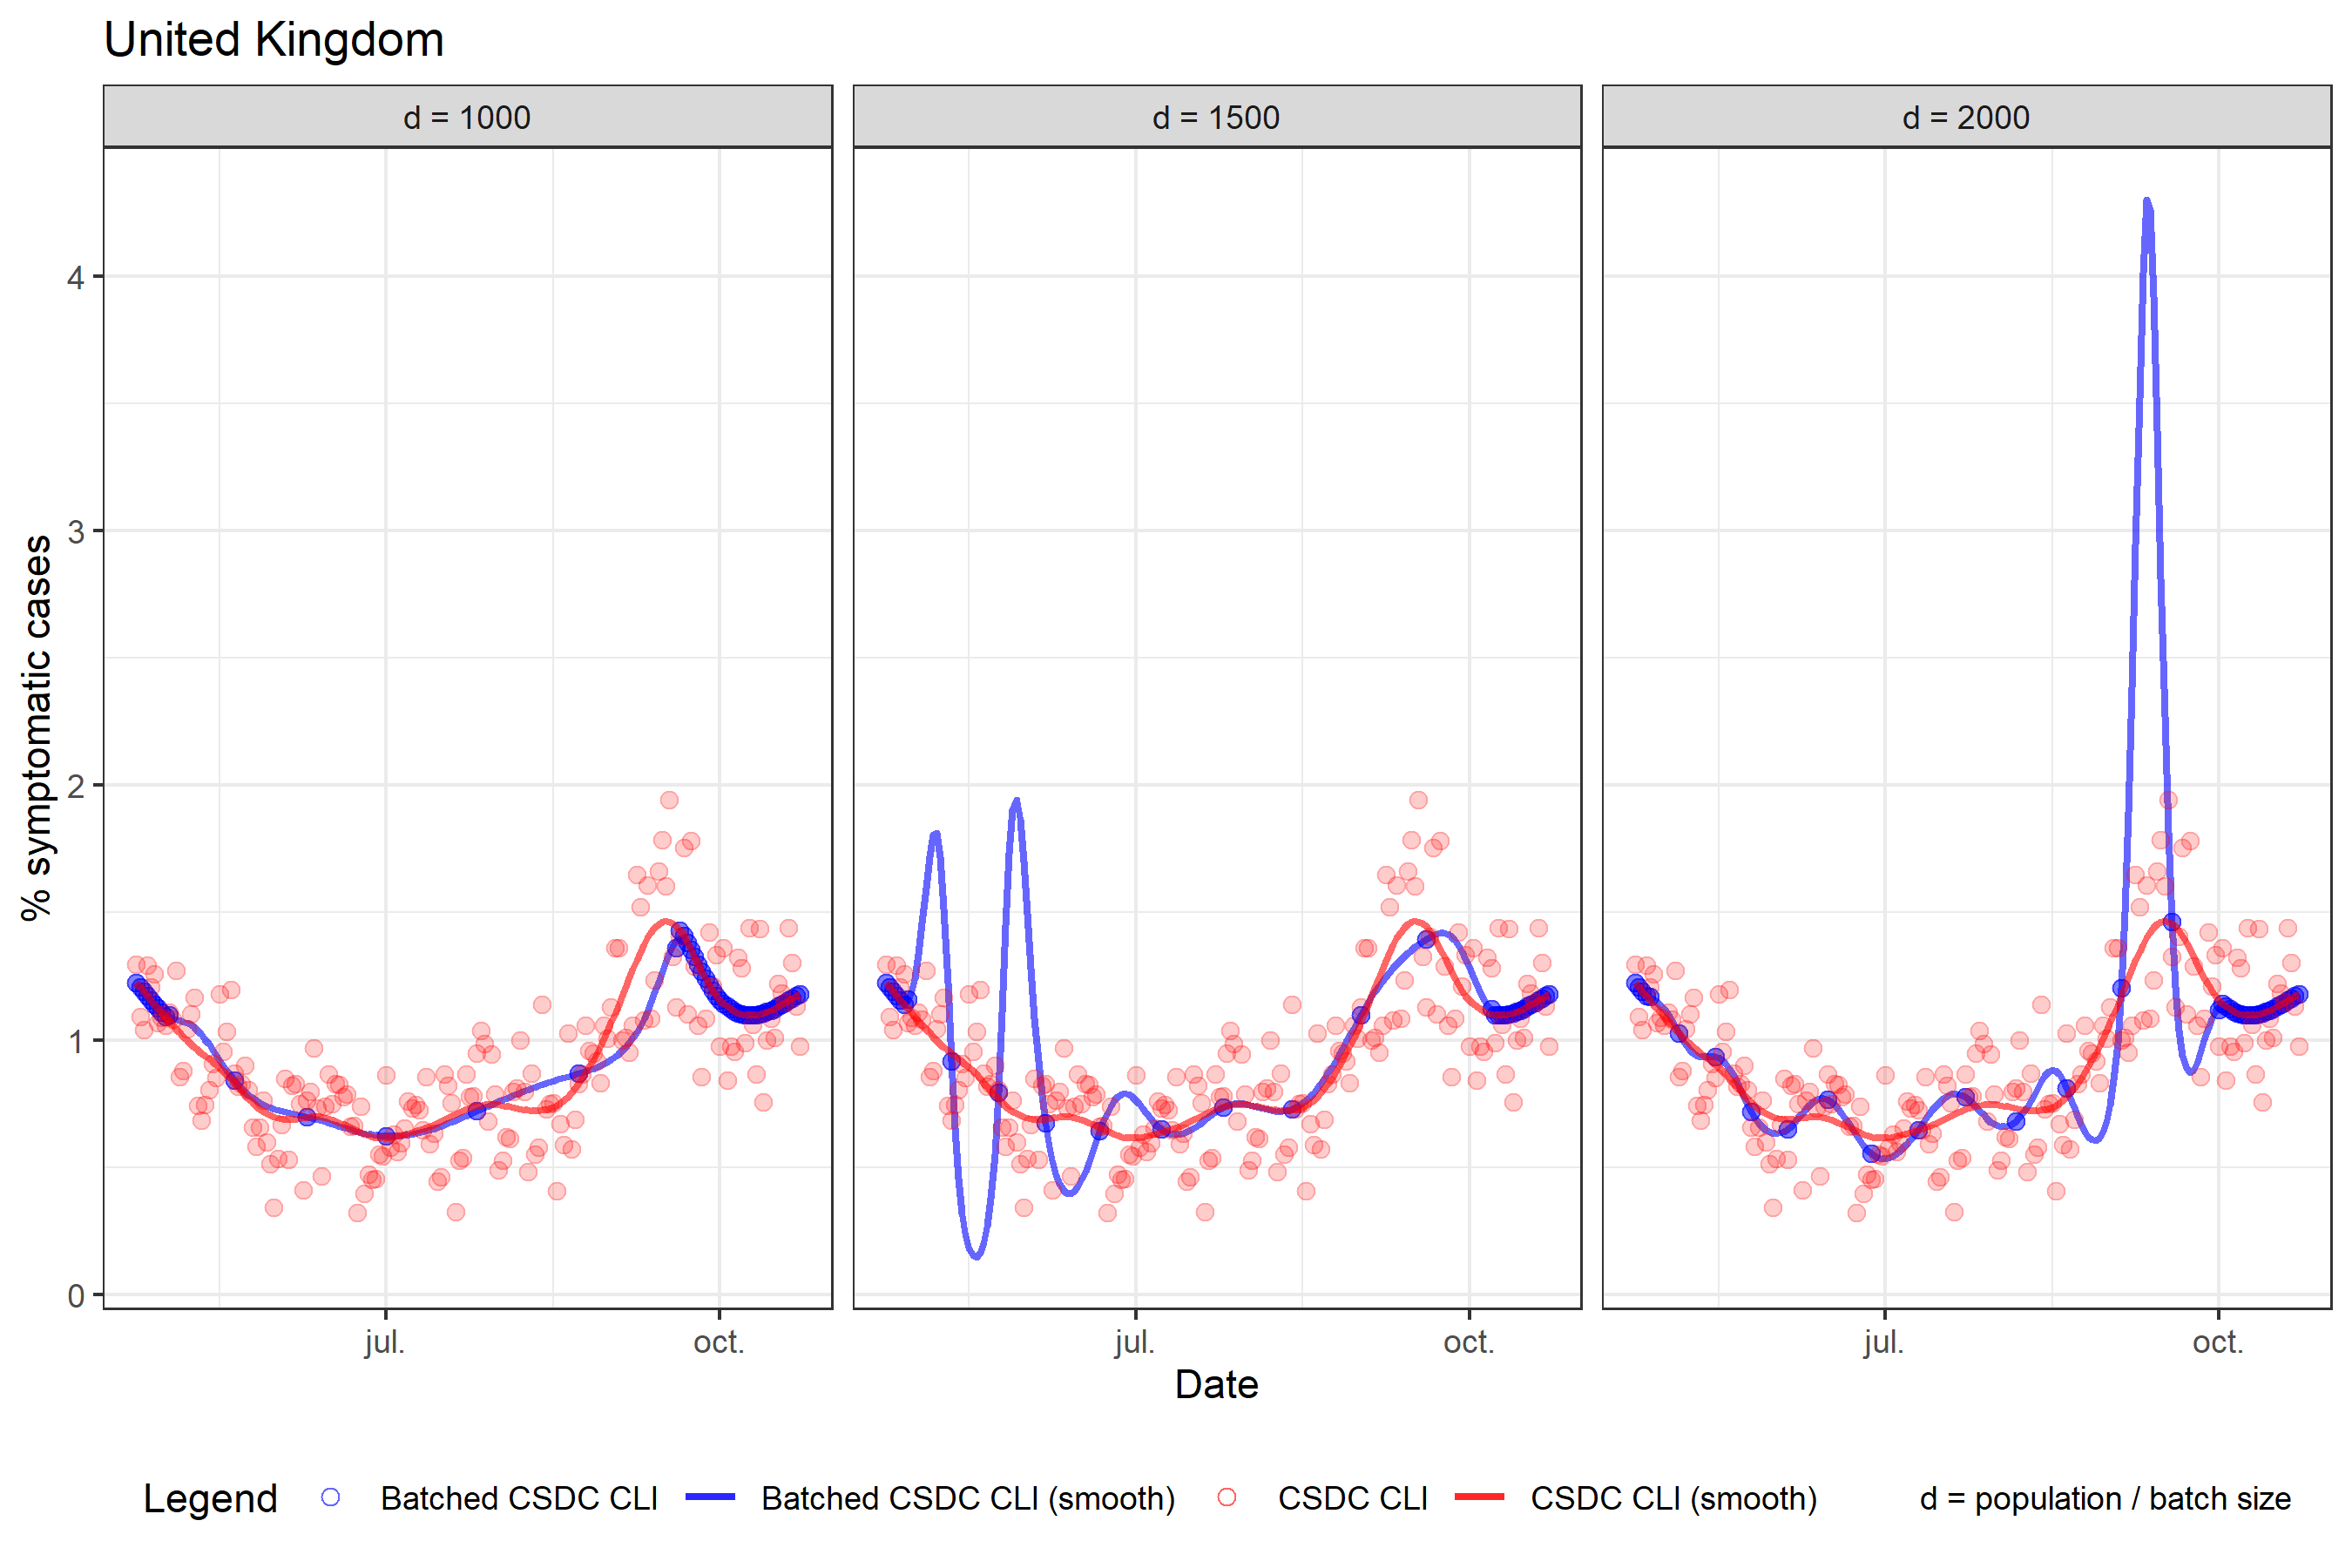 United Kingdom
d = 1000
d = 1500
d = 2000
% symptomatic cases
4
3
2
1
0
jul.
oct.
jul.
oct.
jul.
oct.
Date
Legend
Batched CSDC CLI
Batched CSDC CLI (smooth)
CSDC CLI
CSDC CLI (smooth)
d = population / batch size